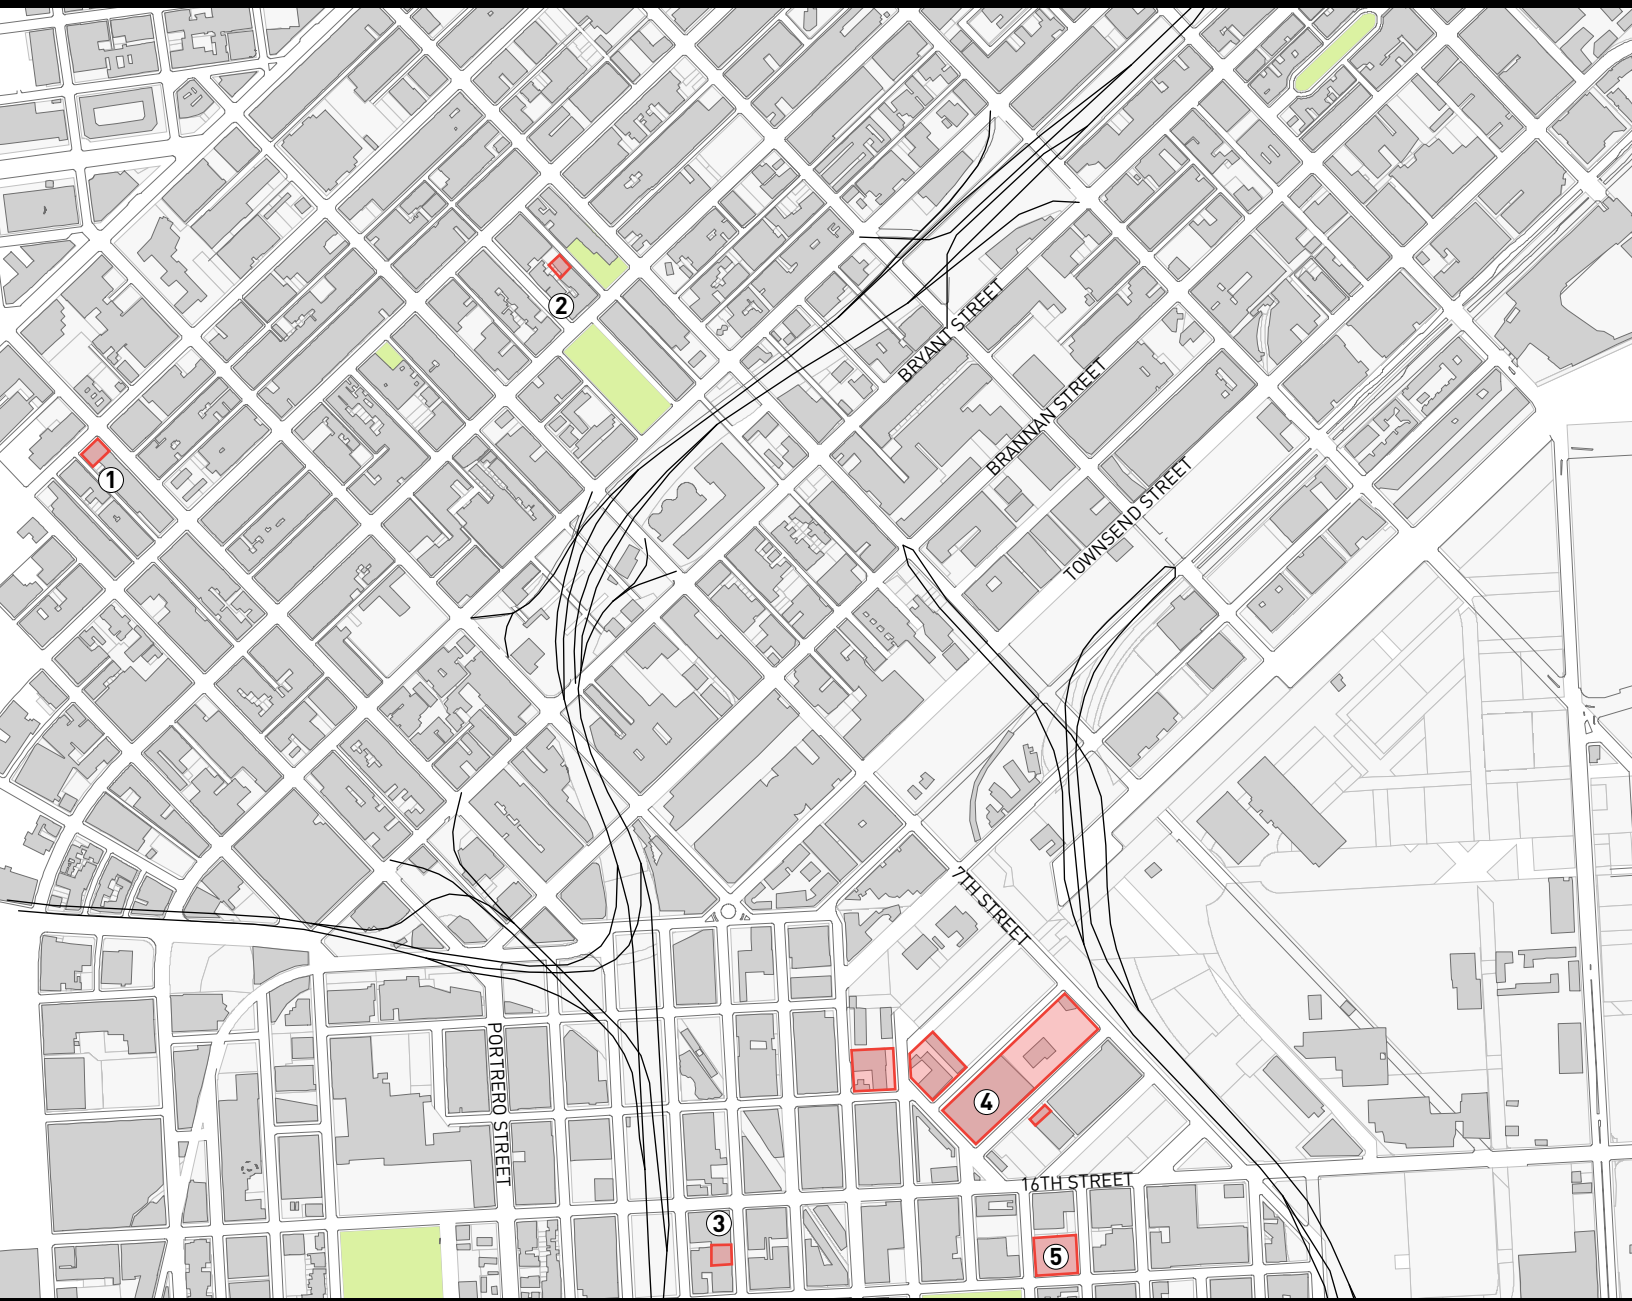 2
BRYANT STREET
BRANNAN STREET
1
TOWNSEND STREET
7TH STREET
4
PORTRERO STREET
16TH STREET
3
5